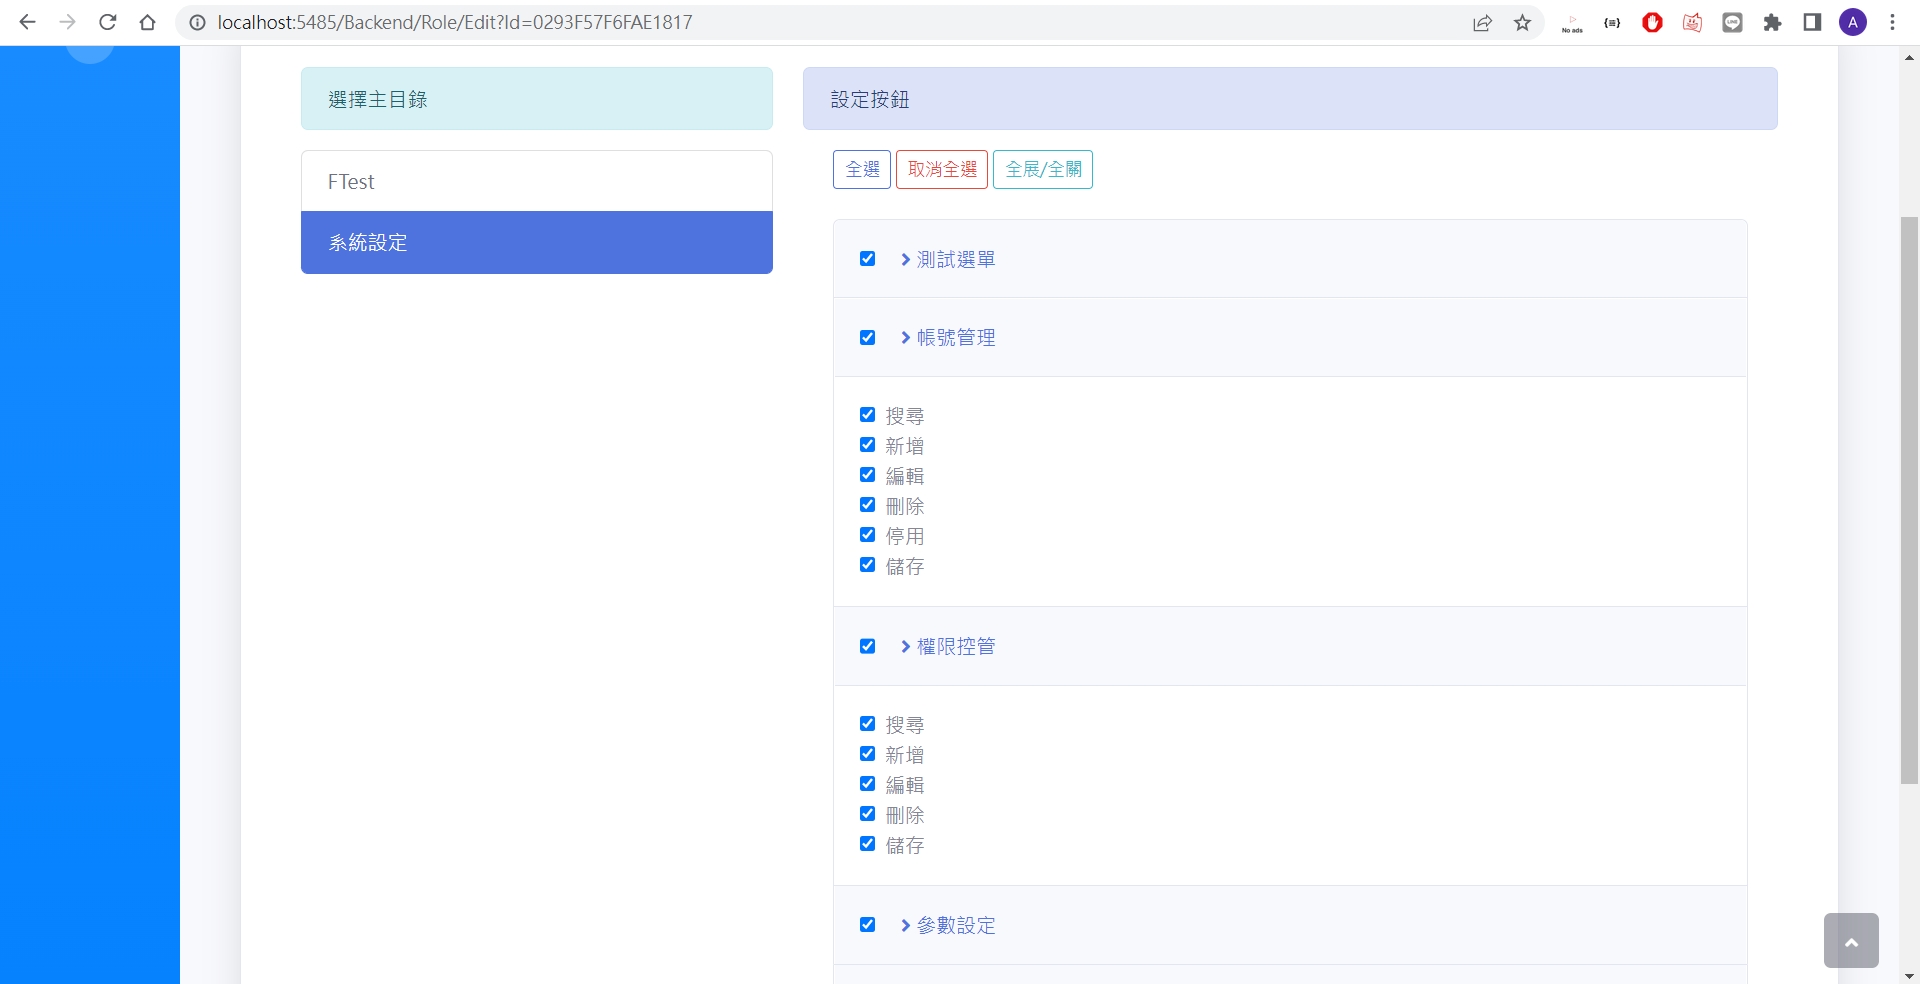 localhost:5485/Backend/Role/Edit?Id=0293F57F6FAE1817
No ads
A
選擇主目錄
設定按鈕
FTest
系統設定
全選
取消全選
全展/全關
測試選單
帳號管理
搜尋
新增
編輯
刪除
停用
儲存
權限控管
搜尋
新增
編輯
刪除
儲存
參數設定